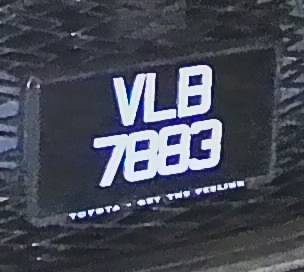 VLB
7883
TOYOTA - GET THE FEELING